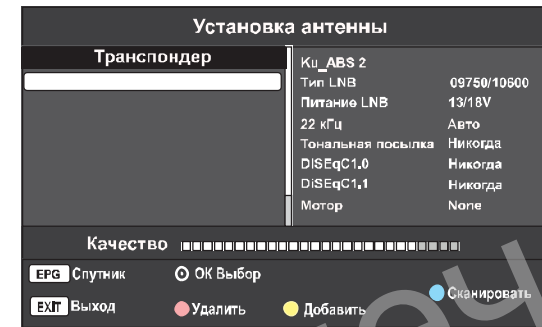 Установка антенны
Транспондер
Ku_ABS 2
Тип LNB 09750/10600
Питание LNB 13/18V
22 кГц Авто
Тональная посылка Никогда
DISEqC1.0 Никогда
DiSEqC1.1 Никогда
Мотор None
Качество
EPG Спутник OK Выбор
Сканировать
EXIT Выход Удалить Добавить